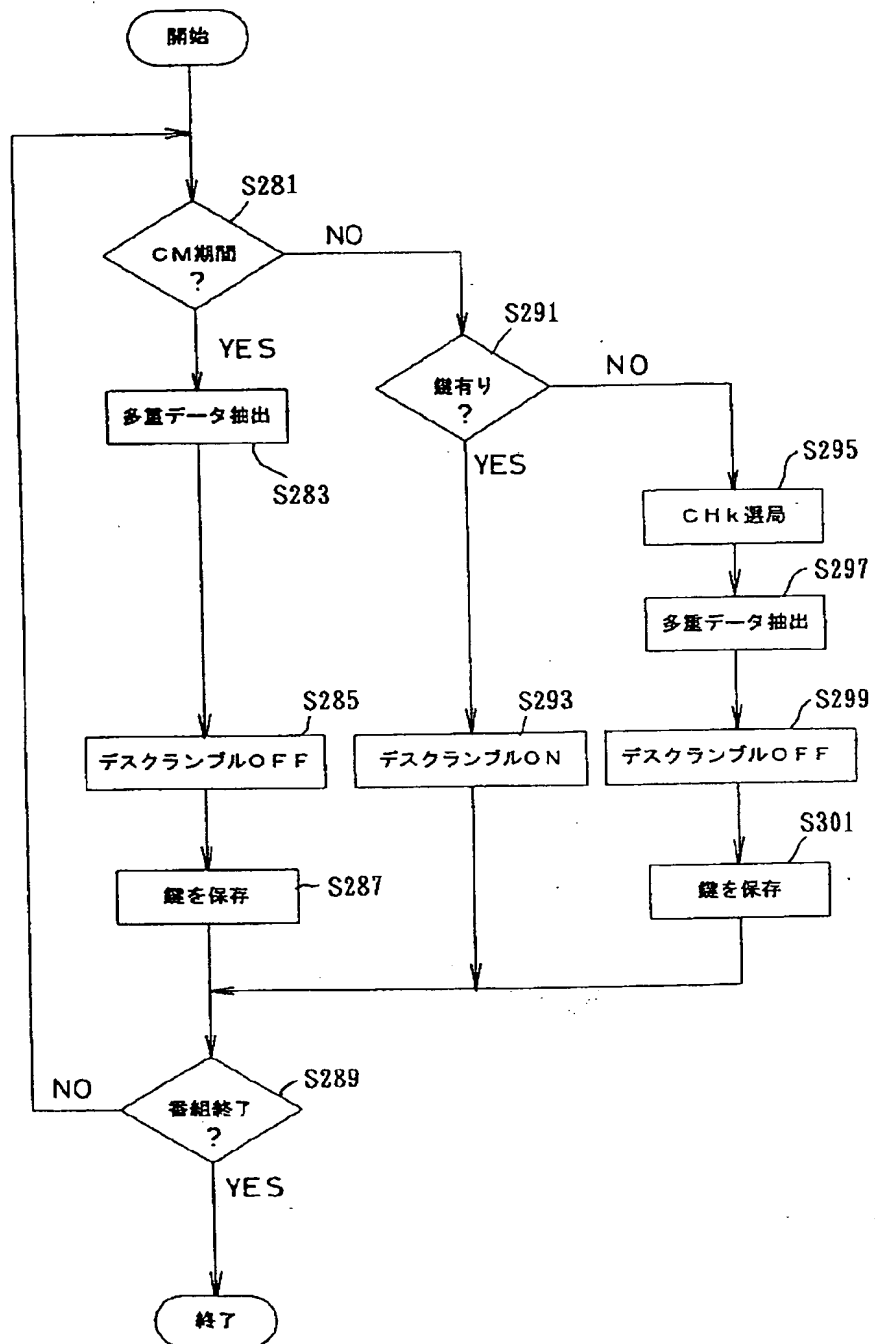 開始
S281
CM期間
?
NO
YES
S291
鍵有り
?
NO
YES
多重データ抽出
S283
S295
CHk選局
S297
多重データ抽出
S285
デスクランブルOFF
S293
デスクランブルON
S299
デスクランブルOFF
鍵を保存
S287
S301
鍵を保存
S289
番組終了
?
NO
YES
終了